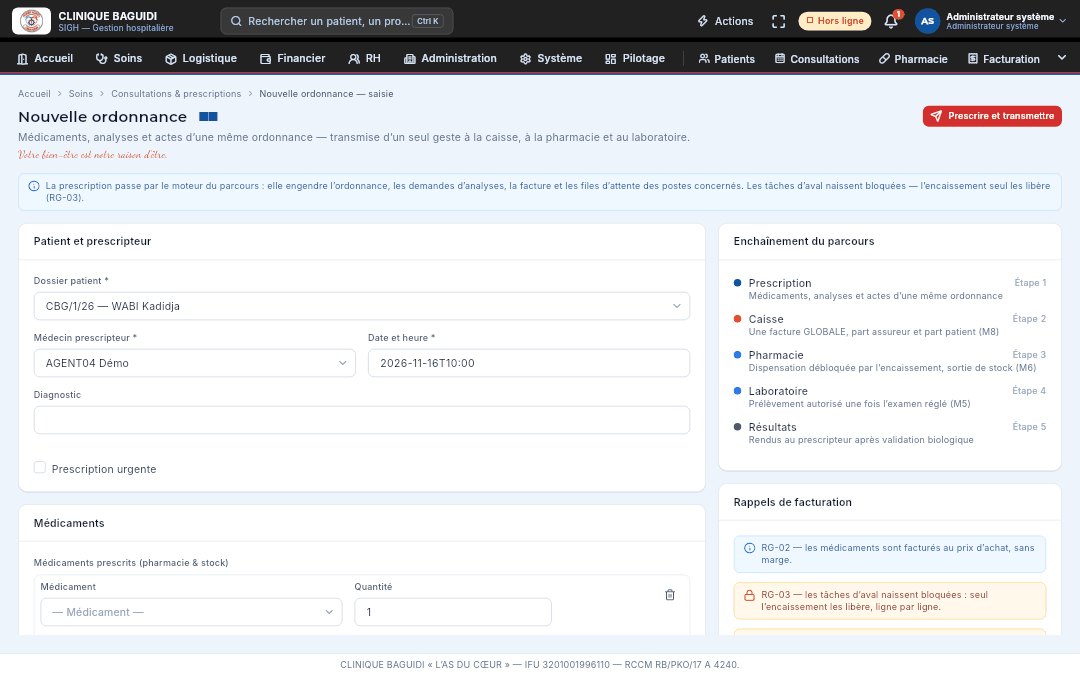 CLINIQUE BAGUIDI
SIGH — Gestion hospitalière
Rechercher un patient, un pro... Ctrl K
Actions
Hors ligne
1
AS
Administrateur système
Administrateur système
Accueil
Soins
Logistique
Financier
RH
Administration
Système
Pilotage
Patients
Consultations
Pharmacie
Facturation
Accueil > Soins > Consultations & prescriptions > Nouvelle ordonnance — saisie
Nouvelle ordonnance
Prescrire et transmettre
Médicaments, analyses et actes d'une même ordonnance — transmise d'un seul geste à la caisse, à la pharmacie et au laboratoire.
Votre bien-être est notre raison d'être.
La prescription passe par le moteur du parcours : elle engendre l'ordonnance, les demandes d'analyses, la facture et les files d'attente des postes concernés. Les tâches d'aval naissent bloquées — l'encaissement seul les libère
(RG-03).
Patient et prescripteur
Dossier patient *
CBG/1/26 — WABI Kadidja
Médecin prescripteur *
Date et heure *
AGENT04 Démo
2026-11-16T10:00
Diagnostic
Prescription urgente
Médicaments
Médicaments prescrits (pharmacie & stock)
Médicament
Quantité
— Médicament —
1
Enchaînement du parcours
Prescription
Étape 1
Médicaments, analyses et actes d'une même ordonnance
Caisse
Étape 2
Une facture GLOBALE, part assureur et part patient (M8)
Pharmacie
Étape 3
Dispensation débloquée par l'encaissement, sortie de stock (M6)
Laboratoire
Étape 4
Prélèvement autorisé une fois l'examen réglé (M5)
Résultats
Étape 5
Rendus au prescripteur après validation biologique
Rappels de facturation
RG-02 — les médicaments sont facturés au prix d'achat, sans
marge.
RG-03 — les tâches d'aval naissent bloquées : seul
l'encaissement les libère, ligne par ligne.
CLINIQUE BAGUIDI « L'AS DU CŒUR » — IFU 3201001996110 — RCCM RB/PKO/17 A 4240.